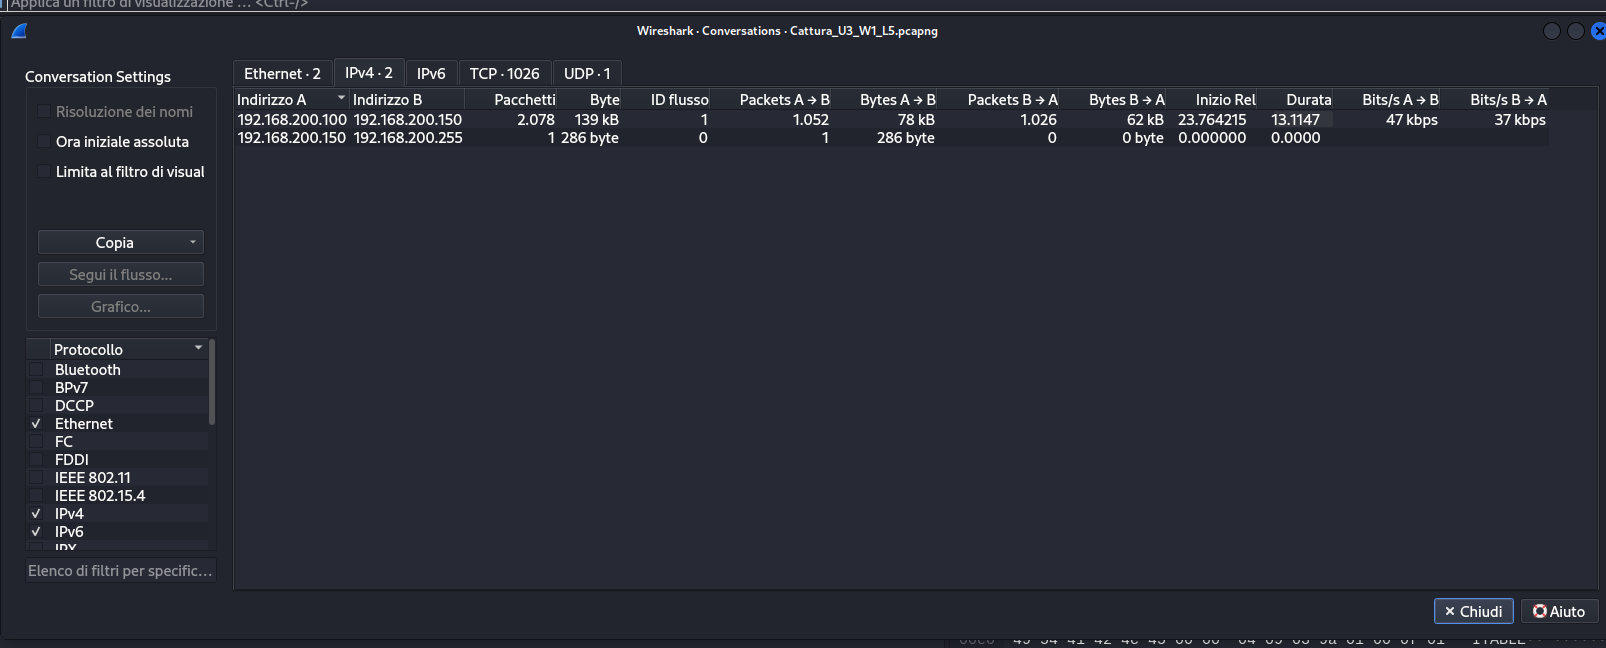 Applica un filtro di visualizzazione ... <Ctrl-/>
Wireshark · Conversations · Cattura_U3_W1_L5.pcapng
Conversation Settings
Risoluzione dei nomi
Ora iniziale assoluta
Limita al filtro di visual
Copia
Segui il flusso...
Grafico...
Protocollo
Bluetooth
BPv7
DCCP
Ethernet
FC
FDDI
IEEE 802.11
IEEE 802.15.4
IPv4
IPv6
IPX
Elenco di filtri per specific...
Ethernet · 2 IPv4 · 2 IPv6 TCP · 1026 UDP · 1
Indirizzo A Indirizzo B Pacchetti Byte ID flusso Packets A → B Bytes A → B Packets B → A Bytes B → A Inizio Rel Durata Bits/s A → B Bits/s B → A
192.168.200.100 192.168.200.150 2.078 139 kB 1 1.052 78 kB 1.026 62 kB 23.764215 13.1147 47 kbps 37 kbps
192.168.200.150 192.168.200.255 1 286 byte 0 1 286 byte 0 0 byte 0.000000 0.0000
Chiudi Aiuto